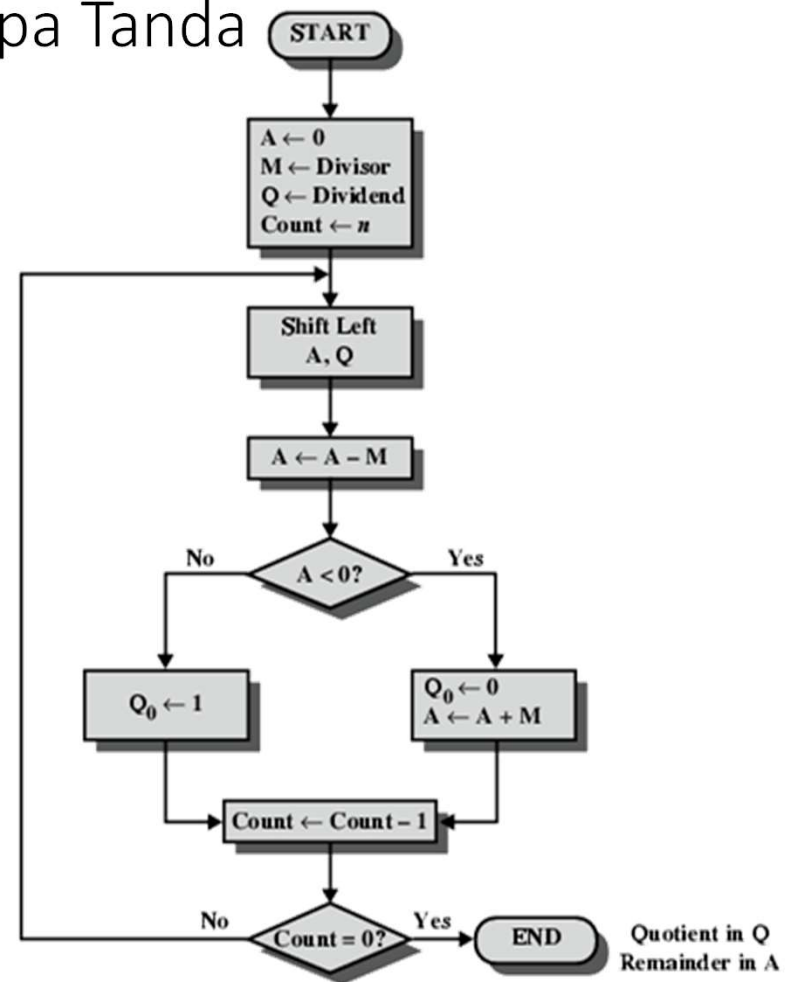 pa Tanda
START
A ← 0
M ← Divisor
Q ← Dividend
Count ← n
Shift Left
A, Q
A ← A – M
No
Yes
A < 0?
Q₀ ← 1
Q₀ ← 0
A ← A + M
Count ← Count – 1
No
Yes
Count = 0?
END
Quotient in Q
Remainder in A